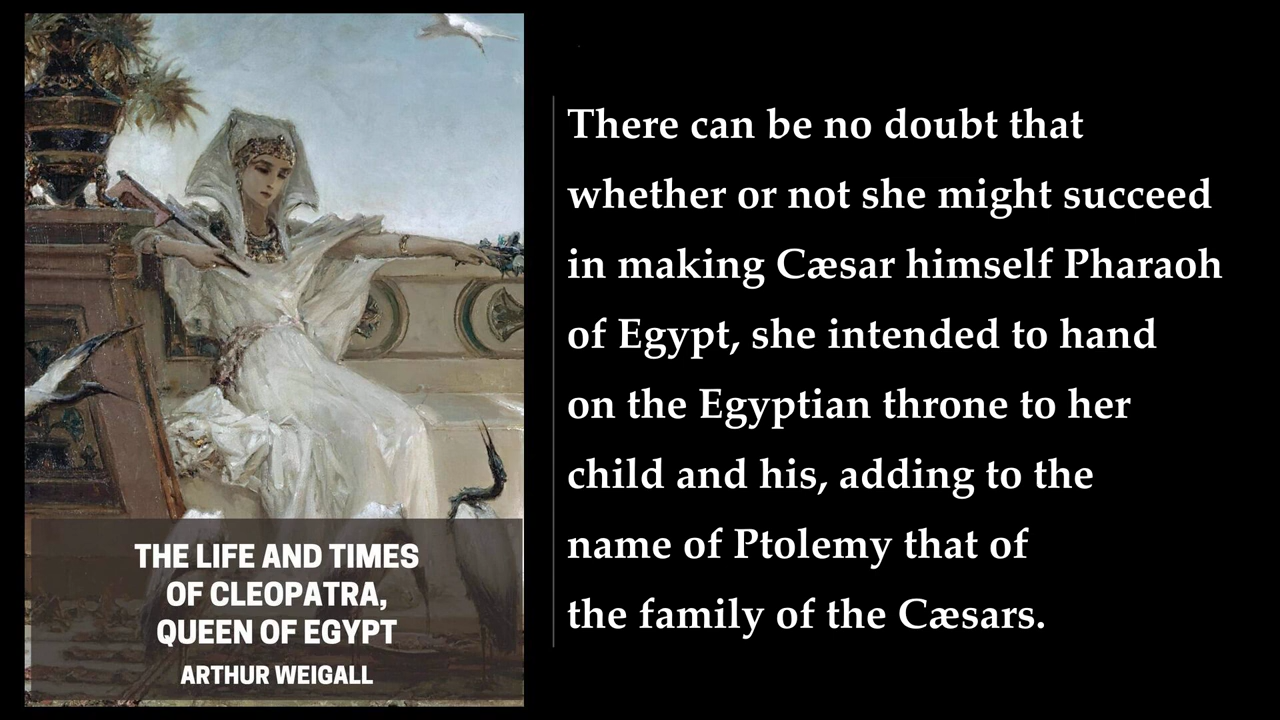 THE LIFE AND TIMES
OF CLEOPATRA,
QUEEN OF EGYPT
ARTHUR WEIGALL
There can be no doubt that
whether or not she might succeed
in making Cæsar himself Pharaoh
of Egypt, she intended to hand
on the Egyptian throne to her
child and his, adding to the
name of Ptolemy that of
the family of the Cæsars.